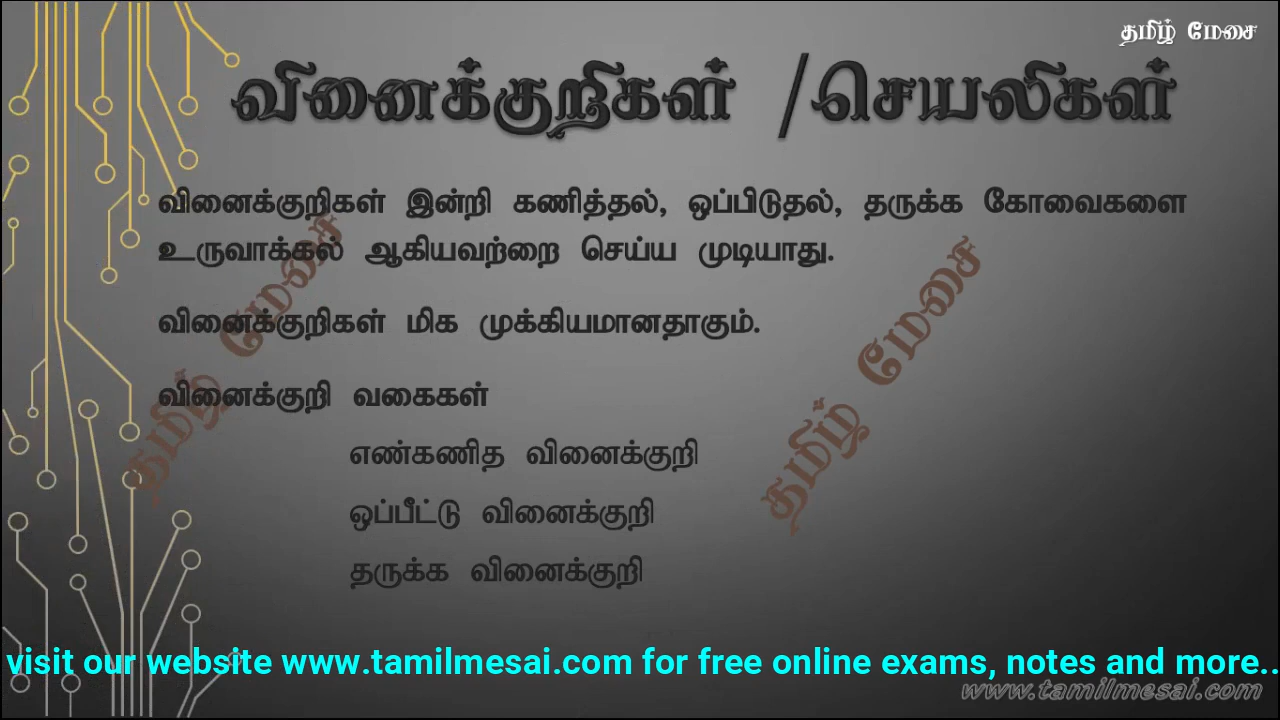 தமிழ் மேசை
வினைக்குறிகள் /செயலிகள்
வினைக்குறிகள் இன்றி கணித்தல், ஒப்பிடுதல், தருக்க கோவைகளை
உருவாக்கல் ஆகியவற்றை செய்ய முடியாது.
வினைக்குறிகள் மிக முக்கியமானதாகும்.
வினைக்குறி வகைகள்
எண்கணித வினைக்குறி
ஒப்பீட்டு வினைக்குறி
தருக்க வினைக்குறி
தமிழ் மேசை
தமிழ் மேசை
visit our website www.tamilmesai.com for free online exams, notes and more..
www.tamilmesai.com